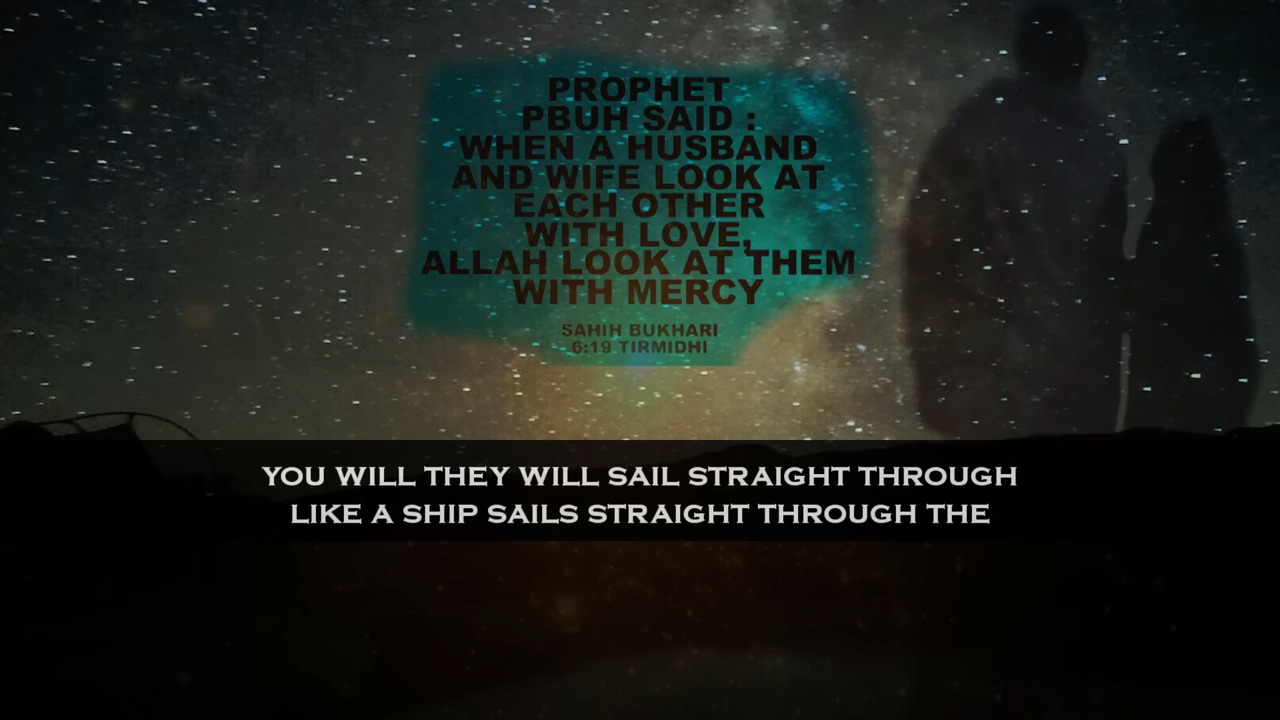 PROPHET
PBUH SAID :
WHEN A HUSBAND
AND WIFE LOOK AT
EACH OTHER
WITH LOVE,
ALLAH LOOK AT THEM
WITH MERCY
SAHIH BUKHARI
6:19 TIRMIDHI
YOU WILL THEY WILL SAIL STRAIGHT THROUGH
LIKE A SHIP SAILS STRAIGHT THROUGH THE